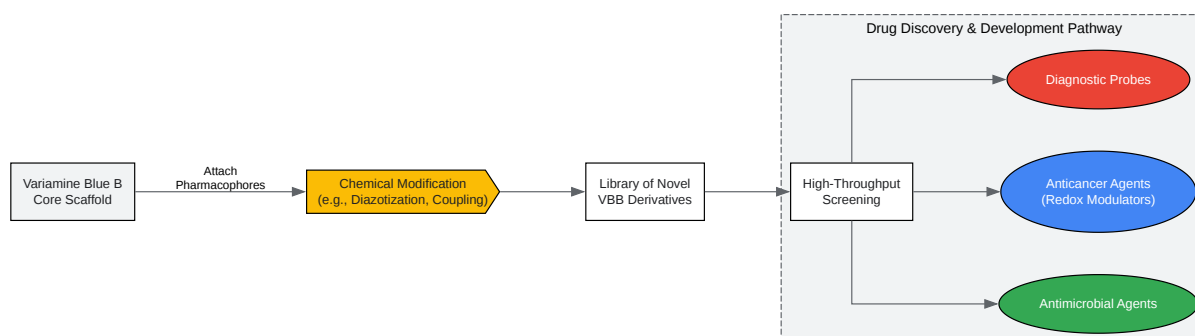 Drug Discovery & Development Pathway
Diagnostic Probes
Variamine Blue B
Core Scaffold
Attach
Pharmacophores
Chemical Modification
(e.g., Diazotization, Coupling)
Library of Novel
VBB Derivatives
High-Throughput
Screening
Anticancer Agents
(Redox Modulators)
Antimicrobial Agents